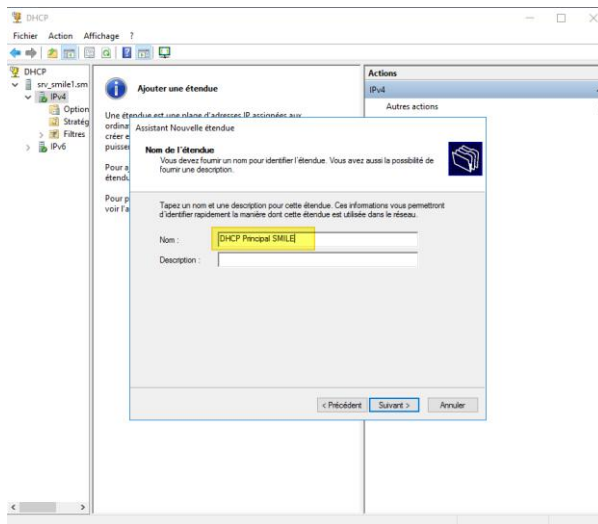 DHCP
Fichier Action Affichage ?
DHCP
srv_smile1.sm
IPv4
Option
Stratég
Filtres
IPv6
Ajouter une étendue
Une étendue est une plage d'adresses IP assignées aux
ordina
créer e
puisse
Pour a
étendu
Pour p
voir l'a
Assistant Nouvelle étendue
Nom de l'étendue
Vous devez fournir un nom pour identifier l'étendue. Vous avez aussi la possibilité de
fournir une description.
Tapez un nom et une description pour cette étendue. Ces informations vous permettront
d'identifier rapidement la manière dont cette étendue est utilisée dans le réseau.
Nom :
DHCP Principal SMILE
Description :
< Précédent
Suivant >
Annuler
Actions
IPv4
Autres actions